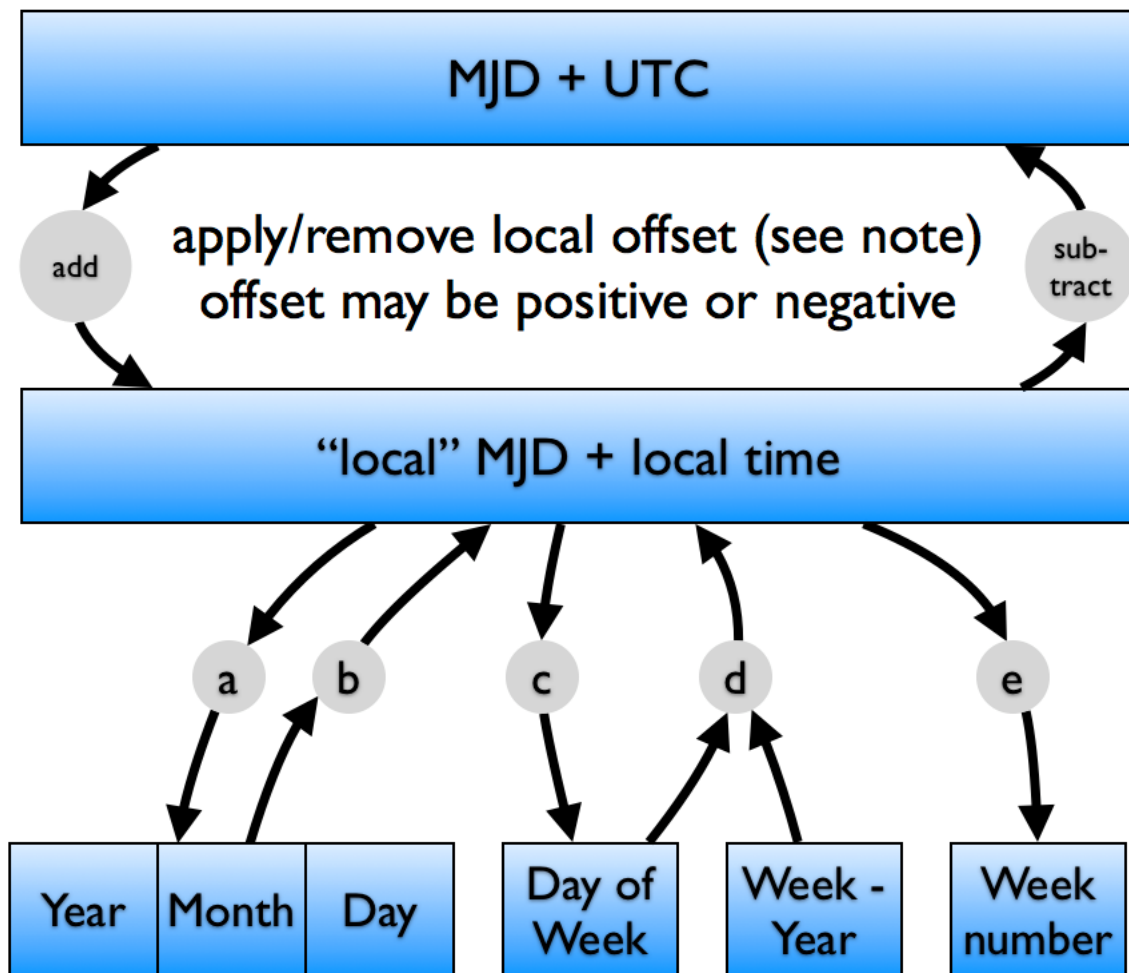 MJD + UTC
add
apply/remove local offset (see note)
offset may be positive or negative
sub-
tract
“local” MJD + local time
a
b
c
d
e
Year
Month
Day
Day of
Week
Week -
Year
Week
number